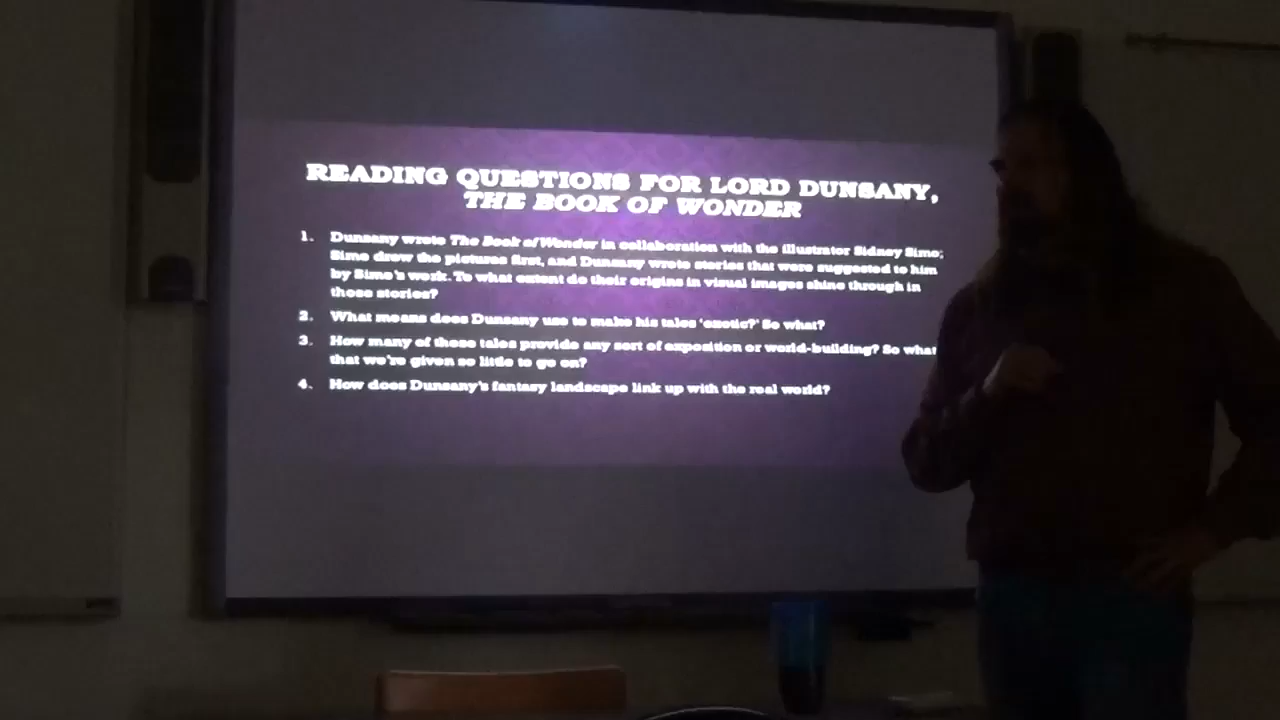 READING QUESTIONS FOR LORD DUNSANY,
THE BOOK OF WONDER
1. Dunsany wrote The Book of Wonder in collaboration with the illustrator Sidney Sime;
Sime drew the pictures first, and Dunsany wrote stories that were suggested to him
by Sime's work. To what extent do their origins in visual images shine through in
these stories?
2. What means does Dunsany use to make his tales 'exotic?' So what?
3. How many of these tales provide any sort of exposition or world-building? So what
that we're given so little to go on?
4. How does Dunsany's fantasy landscape link up with the real world?